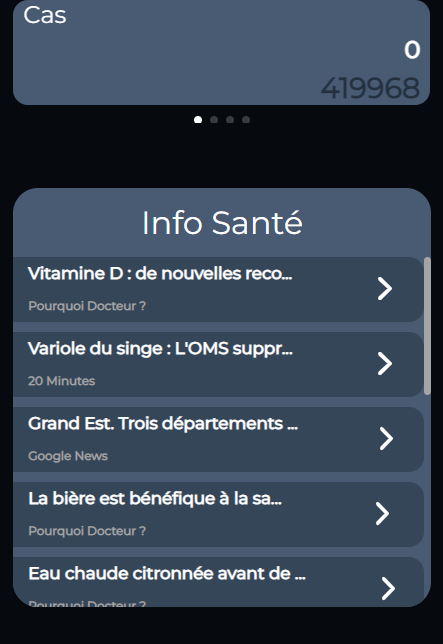 Cas
0
419968
Info Santé
Vitamine D : de nouvelles reco...
Pourquoi Docteur ?
Variole du singe : L'OMS suppr...
20 Minutes
Grand Est. Trois départements ...
Google News
La bière est bénéfique à la sa...
Pourquoi Docteur ?
Eau chaude citronnée avant de ...
Pourquoi Docteur ?